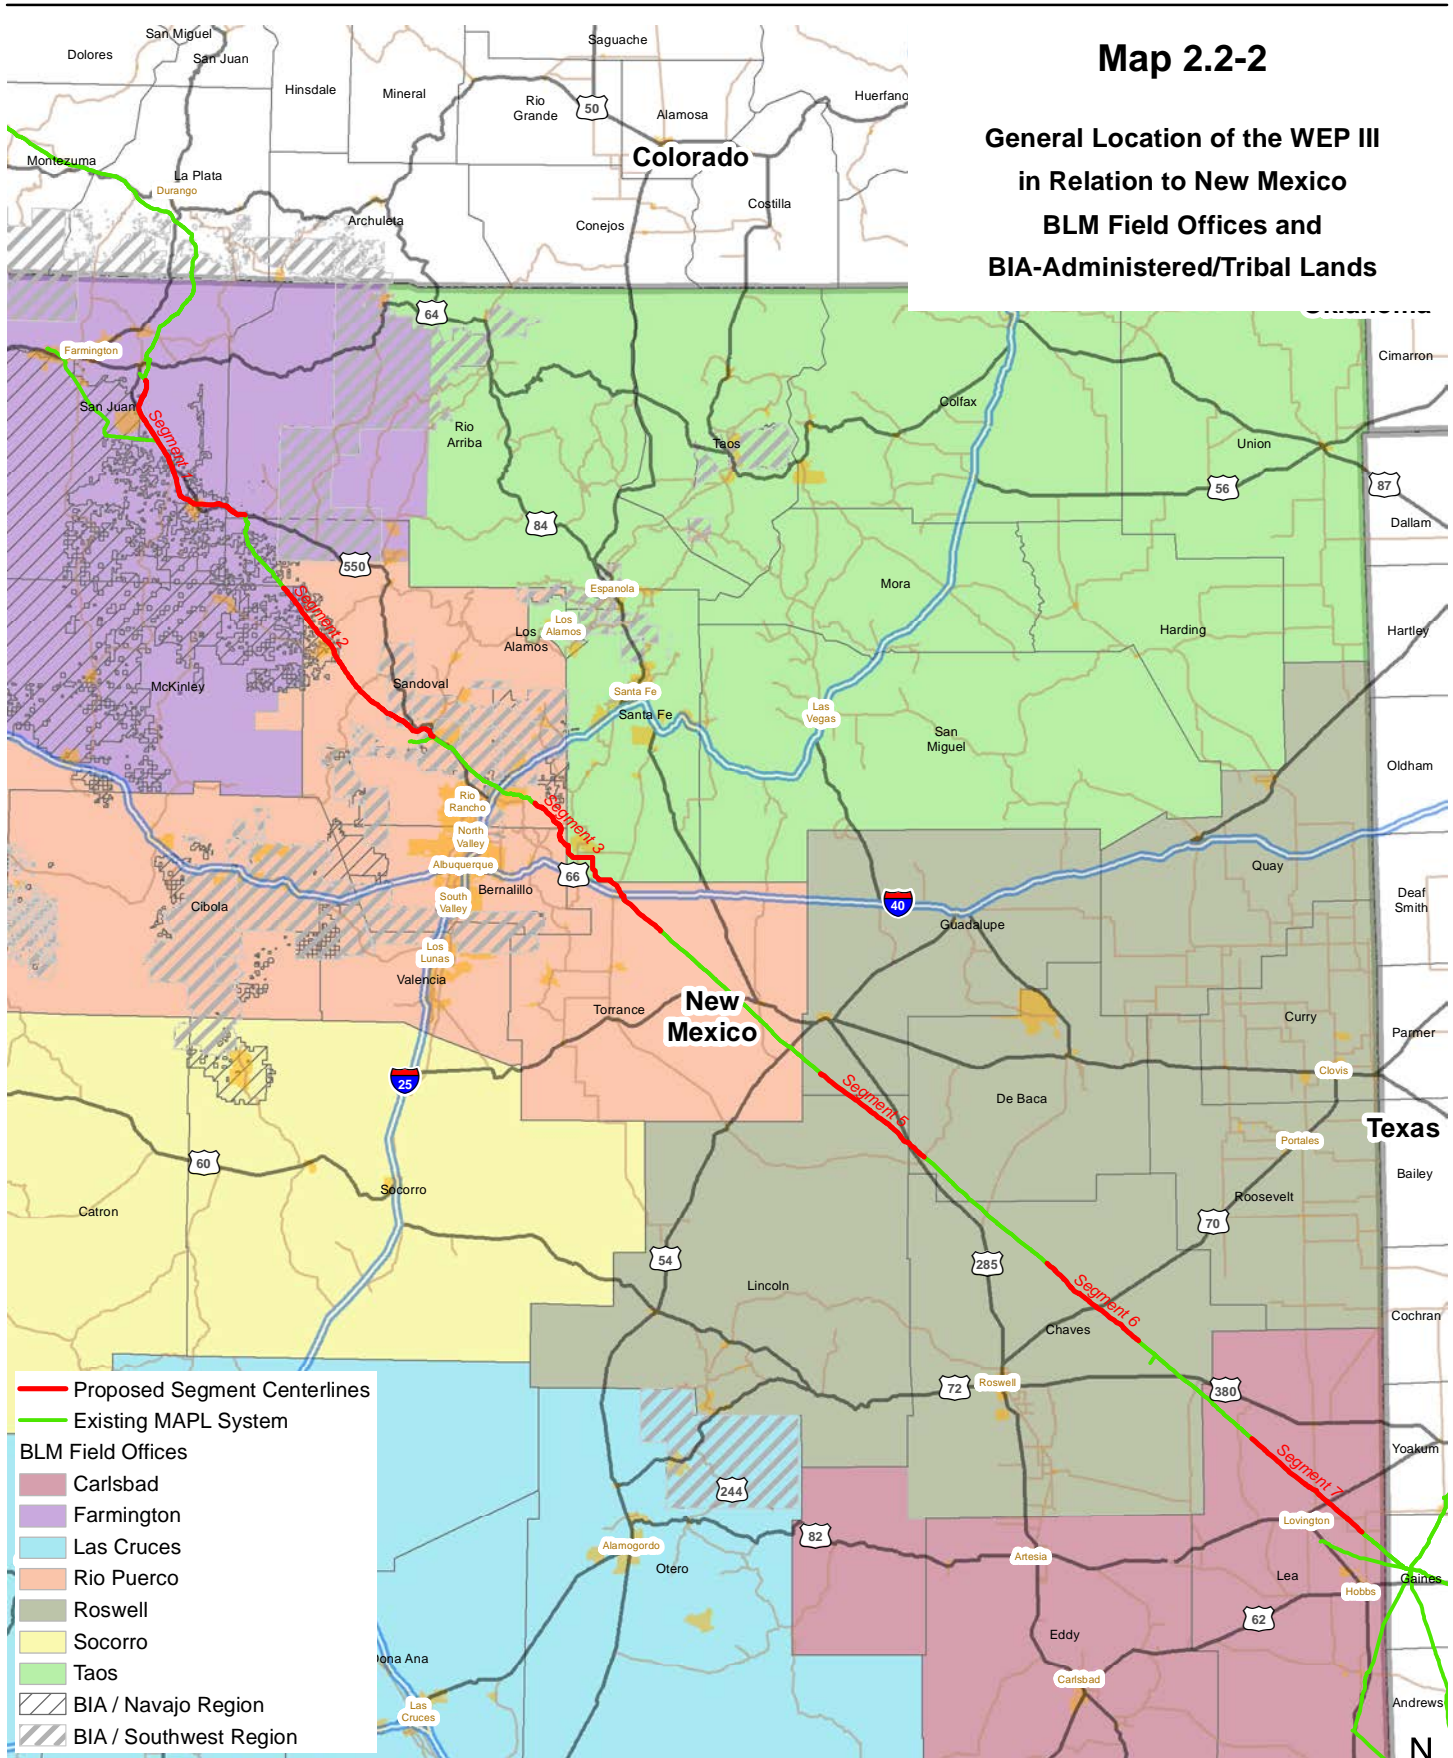 Map 2.2-2
General Location of the WEP III
in Relation to New Mexico
BLM Field Offices and
BIA-Administered/Tribal Lands
San Miguel
Dolores
San Juan
Saguache
Hinsdale
Mineral
Rio
Grande
50
Alamosa
Huerfano
Colorado
Montezuma
La Plata
Durango
Archuleta
Conejos
Costilla
64
Oklahoma
Cimarron
Farmington
San Juan
Segment 1
Rio
Arriba
Taos
Colfax
Union
56
87
Dallam
84
550
Mora
Espanola
Segment 2
Los
Alamos
Los
Alamos
Harding
Hartley
McKinley
Sandoval
Santa Fe
Santa Fe
Las
Vegas
San
Miguel
Oldham
Rio
Rancho
Segment 3
North
Valley
Albuquerque
66
Bernalillo
Quay
Cibola
South
Valley
40
Guadalupe
Deaf
Smith
Los
Lunas
Valencia
Torrance
New
Mexico
Curry
Parmer
25
Segment 5
De Baca
Clovis
Texas
60
Portales
Bailey
Socorro
Catron
Roosevelt
70
54
285
Lincoln
Segment 6
Chaves
Cochran
Roswell
72
380
Yoakum
Segment 7
244
Lovington
82
Alamogordo
Artesia
Otero
Lea
Gaines
Hobbs
62
Eddy
Dona Ana
Carlsbad
Las
Cruces
Andrews
N
Proposed Segment Centerlines
Existing MAPL System
BLM Field Offices
Carlsbad
Farmington
Las Cruces
Rio Puerco
Roswell
Socorro
Taos
BIA / Navajo Region
BIA / Southwest Region